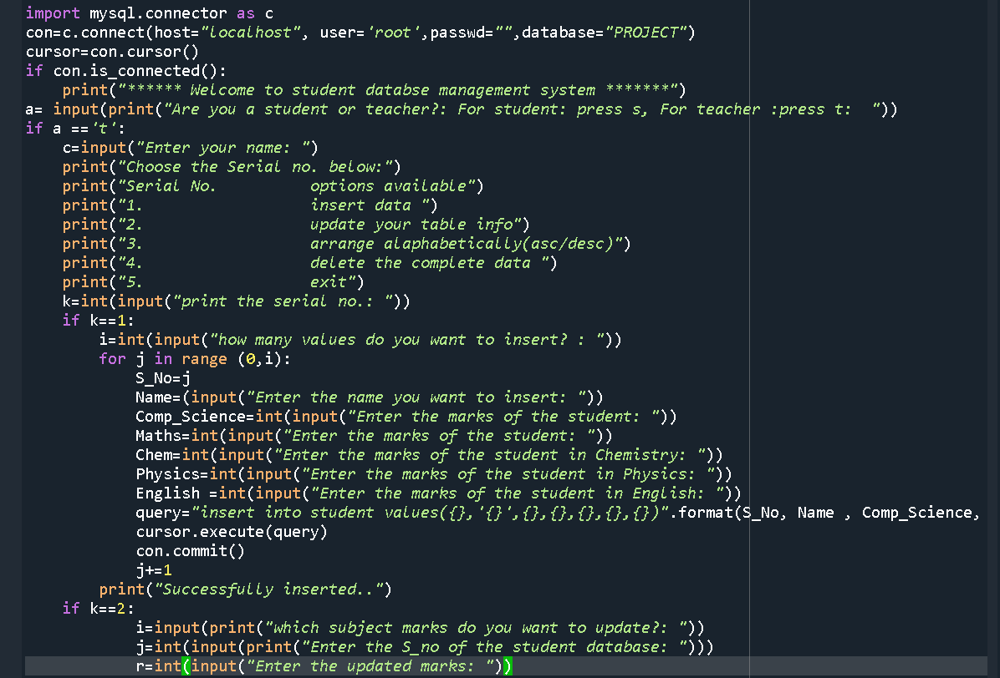 import mysql.connector as c
con=c.connect(host="localhost", user='root',passwd="",database="PROJECT")
cursor=con.cursor()
if con.is_connected():
    print("****** Welcome to student databse management system *******")
a= input(print("Are you a student or teacher?: For student: press s, For teacher :press t:  "))
if a =='t':
    c=input("Enter your name: ")
    print("Choose the Serial no. below:")
    print("Serial No.          options available")
    print("1.                  insert data ")
    print("2.                  update your table info")
    print("3.                  arrange alaphabetically(asc/desc)")
    print("4.                  delete the complete data ")
    print("5.                  exit")
    k=int(input("print the serial no.: "))
    if k==1:
        i=int(input("how many values do you want to insert? : "))
        for j in range (0,i):
            S_No=j
            Name=(input("Enter the name you want to insert: "))
            Comp_Science=int(input("Enter the marks of the student: "))
            Maths=int(input("Enter the marks of the student: "))
            Chem=int(input("Enter the marks of the student in Chemistry: "))
            Physics=int(input("Enter the marks of the student in Physics: "))
            English =int(input("Enter the marks of the student in English: "))
            query="insert into student values({},'{}',{},{},{},{},{})".format(S_No, Name , Comp_Science,
            cursor.execute(query)
            con.commit()
            j+=1
        print("Successfully inserted..")
    if k==2:
            i=input(print("which subject marks do you want to update?: "))
            j=int(input(print("Enter the S_no of the student database: ")))
            r=int(input("Enter the updated marks: "))